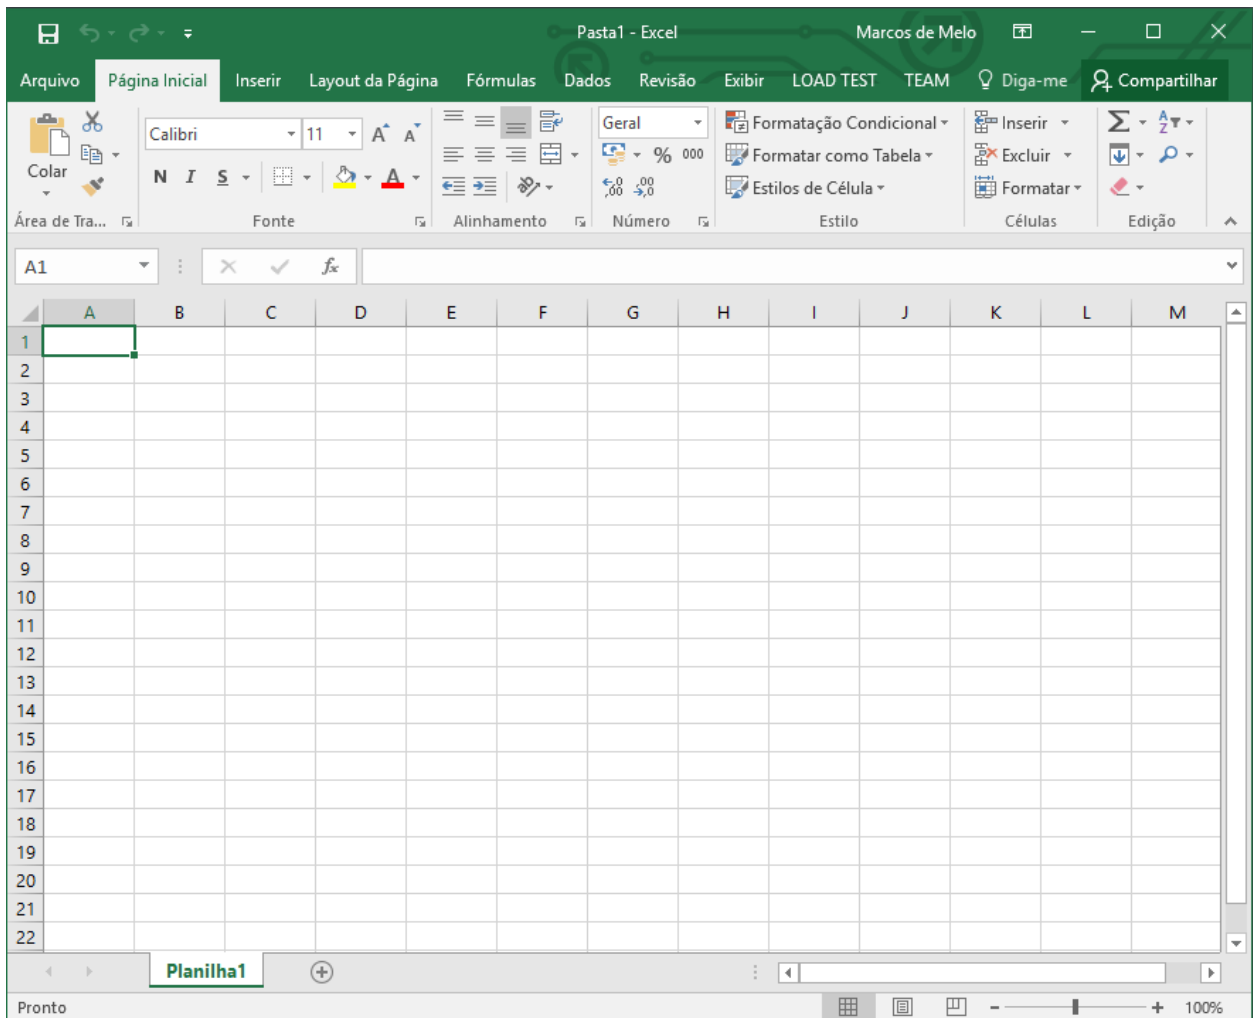 Pasta1 - Excel
Marcos de Melo
Arquivo Página Inicial Inserir Layout da Página Fórmulas Dados Revisão Exibir LOAD TEST TEAM Diga-me Compartilhar
Calibri 11 Geral Formatação Condicional Inserir
Colar % 000 Formatar como Tabela Excluir
N I S A Estilos de Célula Formatar
Área de Tra... Fonte Alinhamento Número Estilo Células Edição
A1 fx
A B C D E F G H I J K L M
1
2
3
4
5
6
7
8
9
10
11
12
13
14
15
16
17
18
19
20
21
22
Planilha1
Pronto 100%